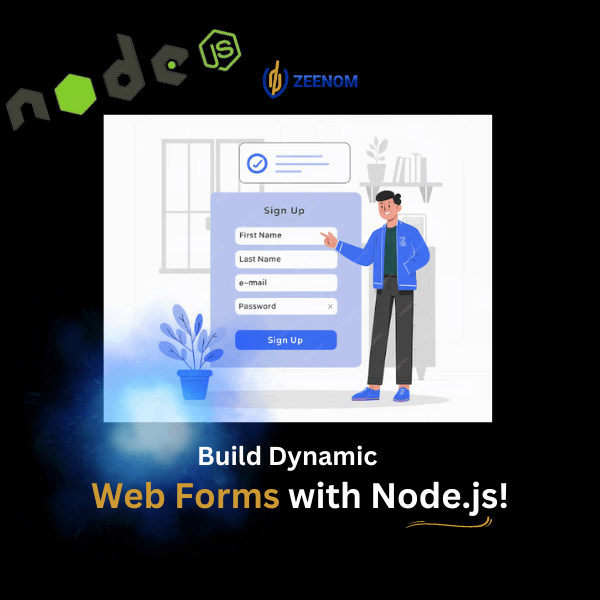 node JS
ZEENOM
Sign Up
First Name
Last Name
e-mail
Password ×
Sign Up
Build Dynamic
Web Forms with Node.js!